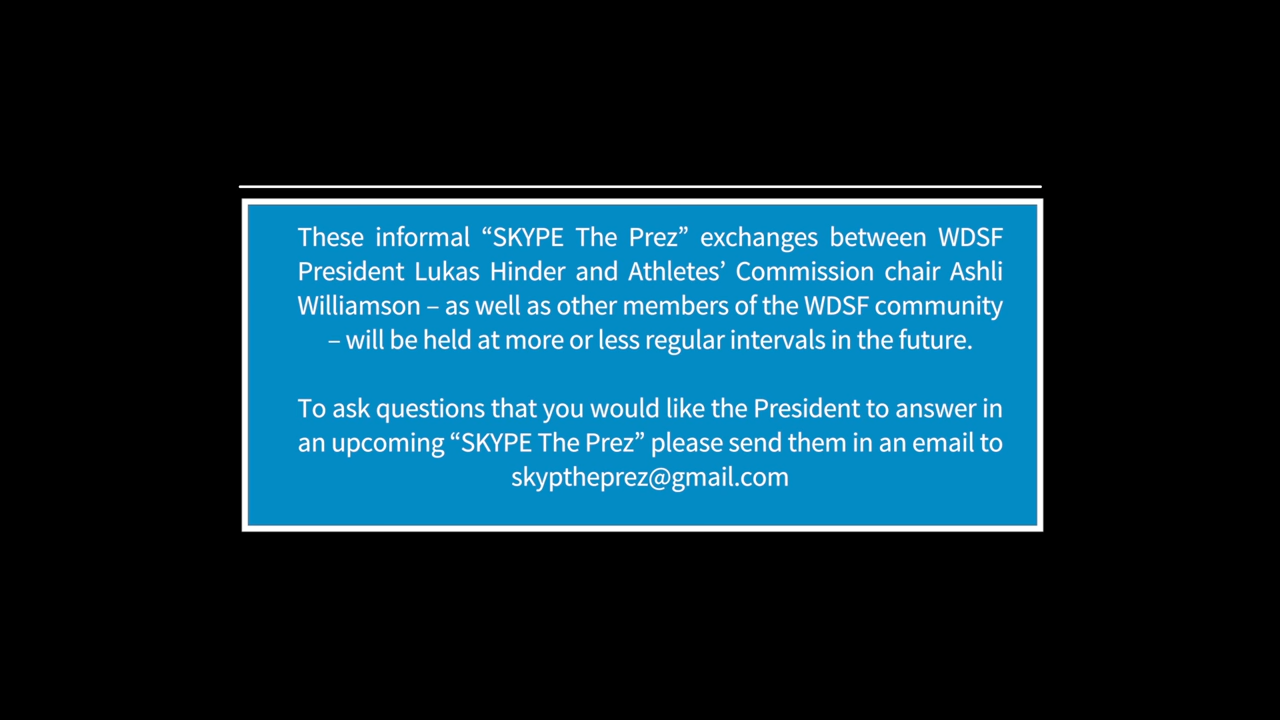 These informal “SKYPE The Prez” exchanges between WDSF
President Lukas Hinder and Athletes’ Commission chair Ashli
Williamson – as well as other members of the WDSF community
– will be held at more or less regular intervals in the future.
To ask questions that you would like the President to answer in
an upcoming “SKYPE The Prez” please send them in an email to
skyptheprez@gmail.com